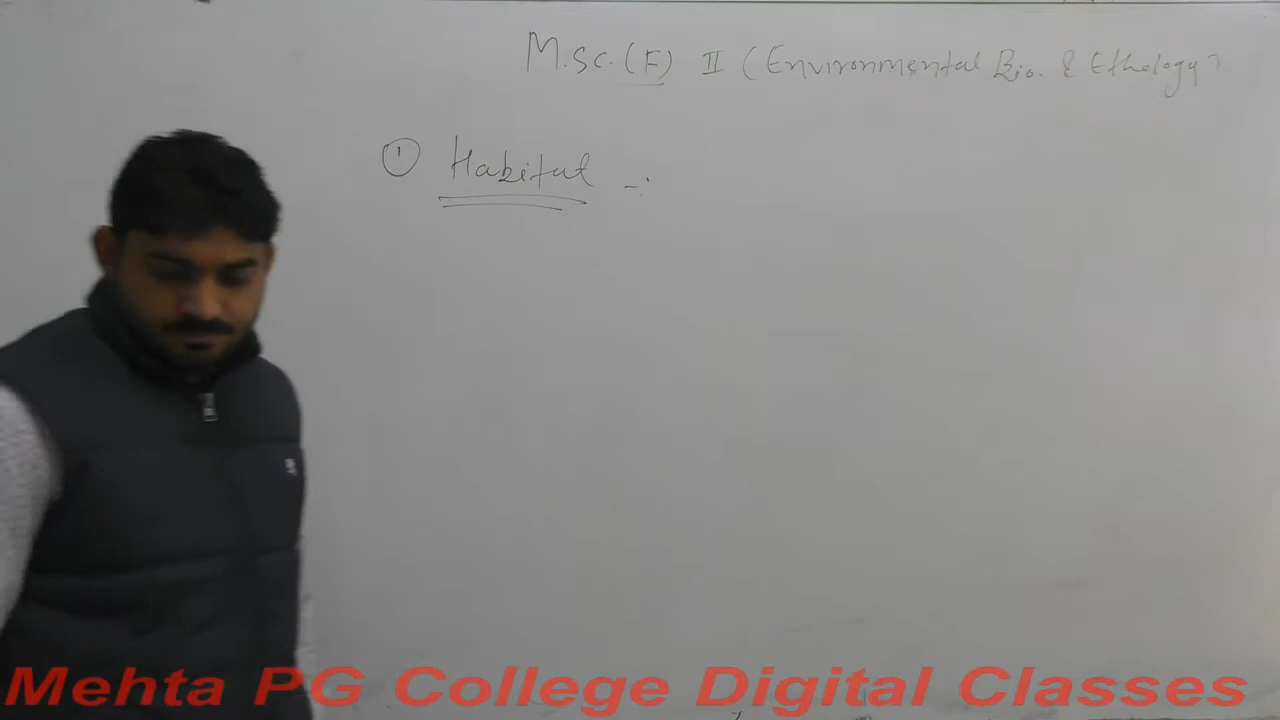 M.Sc. (F) II (Environmental Bio. & Ethology)
① Habitat -:
Mehta PG College Digital Classes